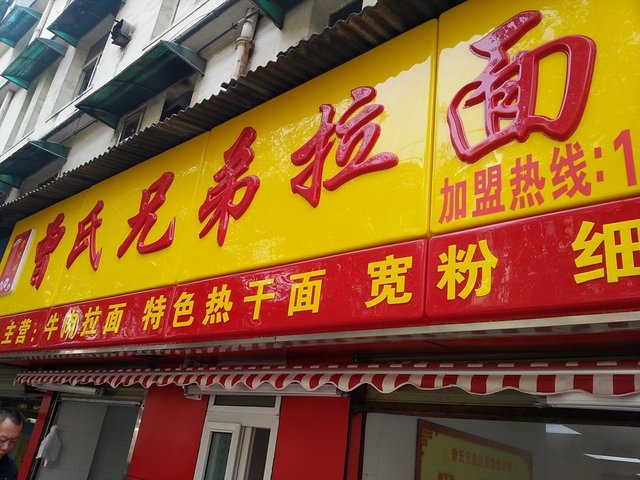 曹氏兄弟拉面
加盟热线:1
主营:牛肉拉面 特色热干面 宽粉 细